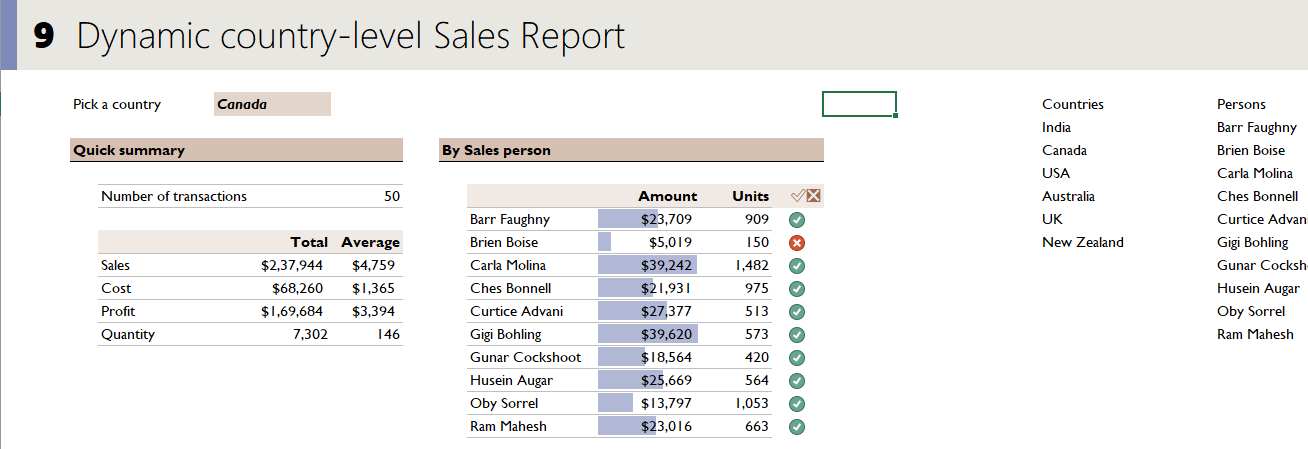 9 Dynamic country-level Sales Report
Pick a country Canada Countries Persons
India Barr Faughny
Quick summary By Sales person Canada Brien Boise
USA Carla Molina
Number of transactions 50 Amount Units Australia Ches Bonnell
Barr Faughny $23,709 909 UK Curtice Advan
Total Average Brien Boise $5,019 150 New Zealand Gigi Bohling
Sales $2,37,944 $4,759 Carla Molina $39,242 1,482 Gunar Cocksh
Cost $68,260 $1,365 Ches Bonnell $21,931 975 Husein Augar
Profit $1,69,684 $3,394 Curtice Advani $27,377 513 Oby Sorrel
Quantity 7,302 146 Gigi Bohling $39,620 573 Ram Mahesh
Gunar Cockshoot $18,564 420
Husein Augar $25,669 564
Oby Sorrel $13,797 1,053
Ram Mahesh $23,016 663